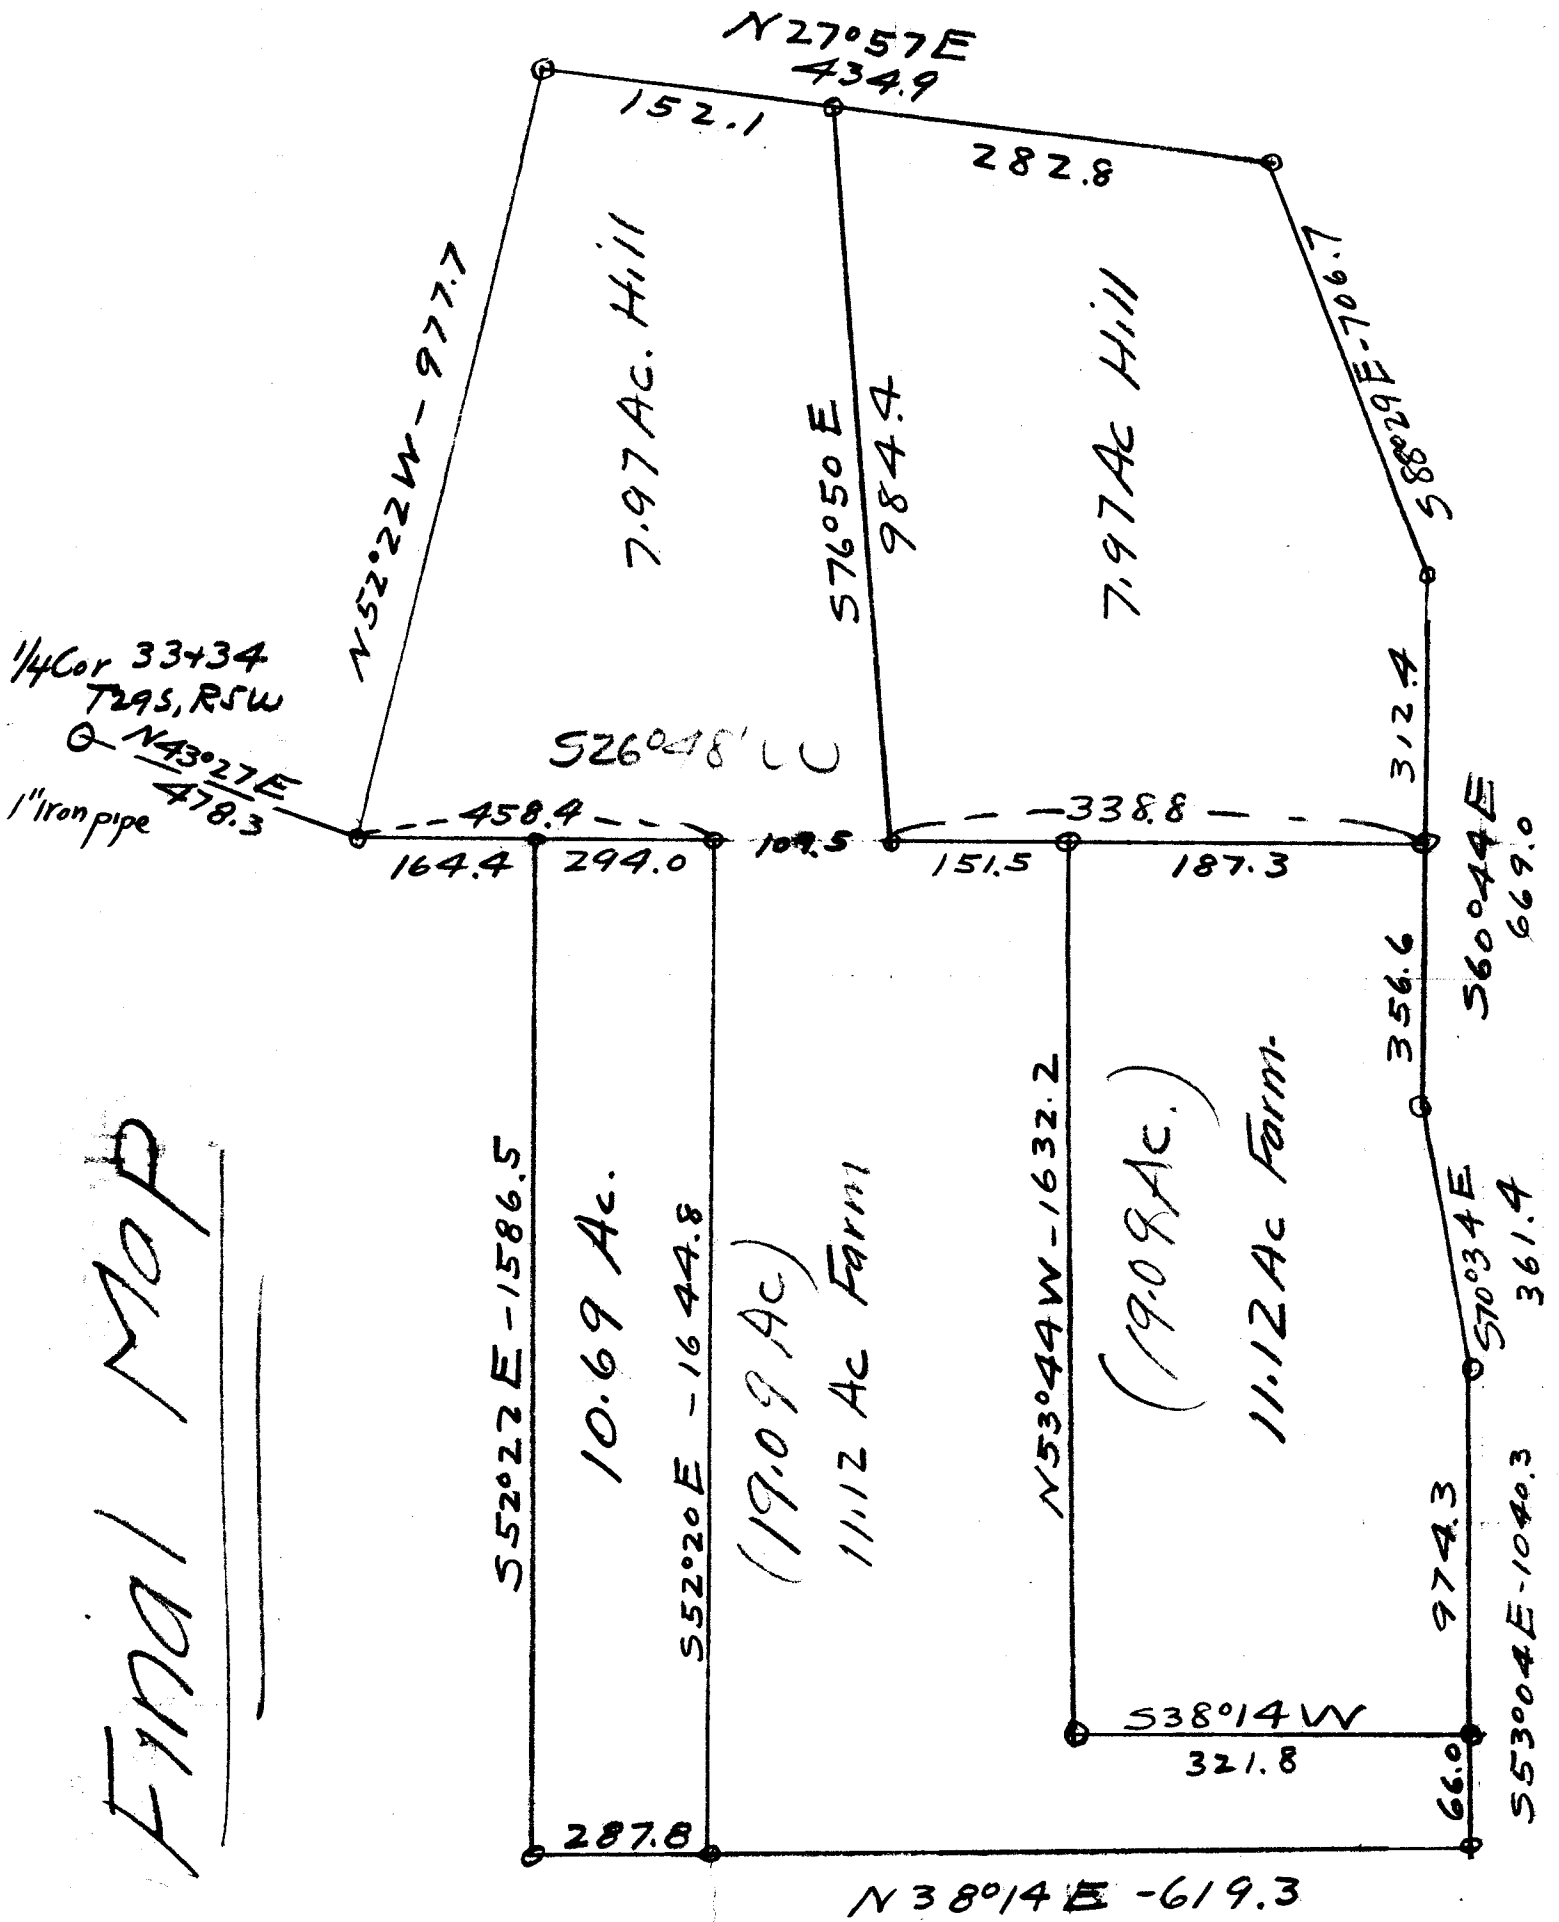 N27°57E
434.9
152.1
282.8
N52°22W-977.7
7.97 Ac. Hill
S76°50E
984.4
7.97 Ac Hill
S88°29E-706.7
1/4 Cor 33+34
T29S, R5W
N43°27E
478.3
1" Iron pipe
S26°48'
458.4
338.8
164.4
294.0
109.5
151.5
187.3
312.4
356.6
S60°44E
669.0
S52°22E-1586.5
10.69 Ac.
S52°20E-1644.8
(19.09 Ac)
11.12 Ac Farm
N53°44W-1632.2
(19.09 Ac.)
11.12 Ac Farm.
S70°34E
361.4
974.3
S53°04E-1040.3
S38°14W
321.8
66.0
287.8
N38°14E-619.3
Final Map